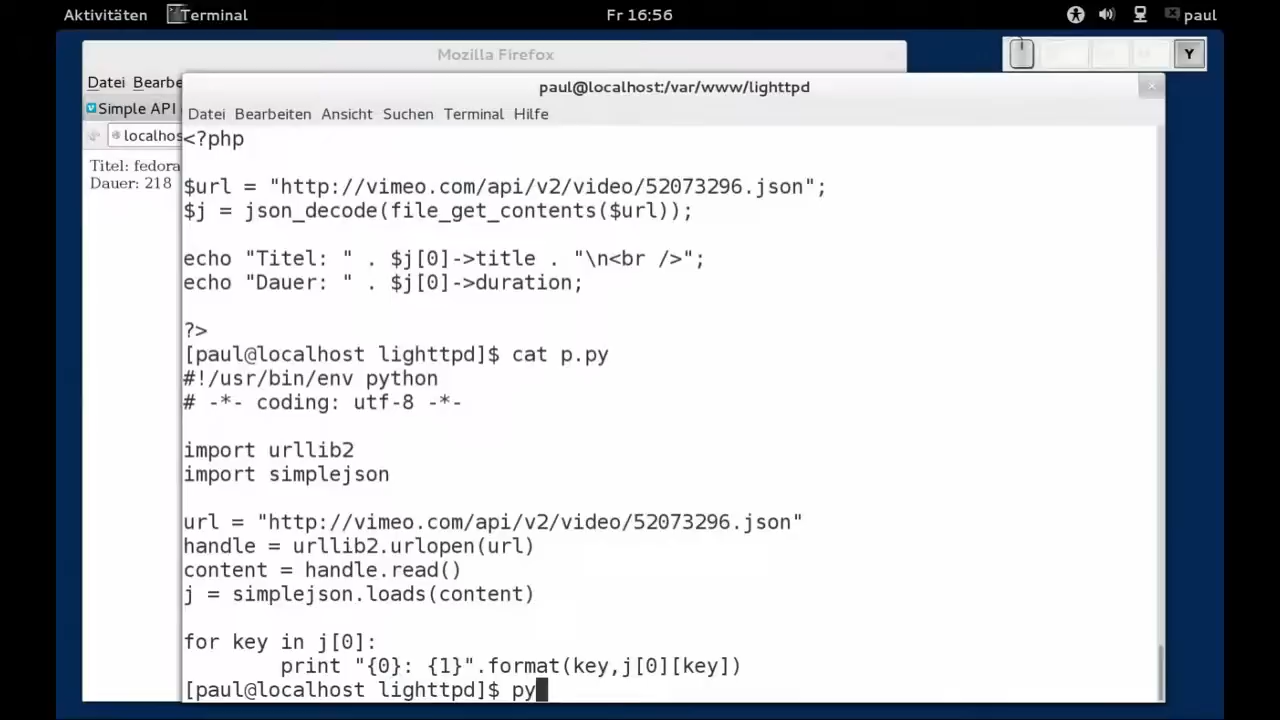 Aktivitäten Terminal Fr 16:56 paul
Mozilla Firefox
Y
Datei Bearbe
paul@localhost:/var/www/lighttpd
Simple API
Datei Bearbeiten Ansicht Suchen Terminal Hilfe
localhos
Titel: fedora
Dauer: 218
<?php
$url = "http://vimeo.com/api/v2/video/52073296.json";
$j = json_decode(file_get_contents($url));
echo "Titel: " . $j[0]->title . "\n<br />";
echo "Dauer: " . $j[0]->duration;
?>
[paul@localhost lighttpd]$ cat p.py
#!/usr/bin/env python
# -*- coding: utf-8 -*-
import urllib2
import simplejson
url = "http://vimeo.com/api/v2/video/52073296.json"
handle = urllib2.urlopen(url)
content = handle.read()
j = simplejson.loads(content)
for key in j[0]:
        print "{0}: {1}".format(key,j[0][key])
[paul@localhost lighttpd]$ py